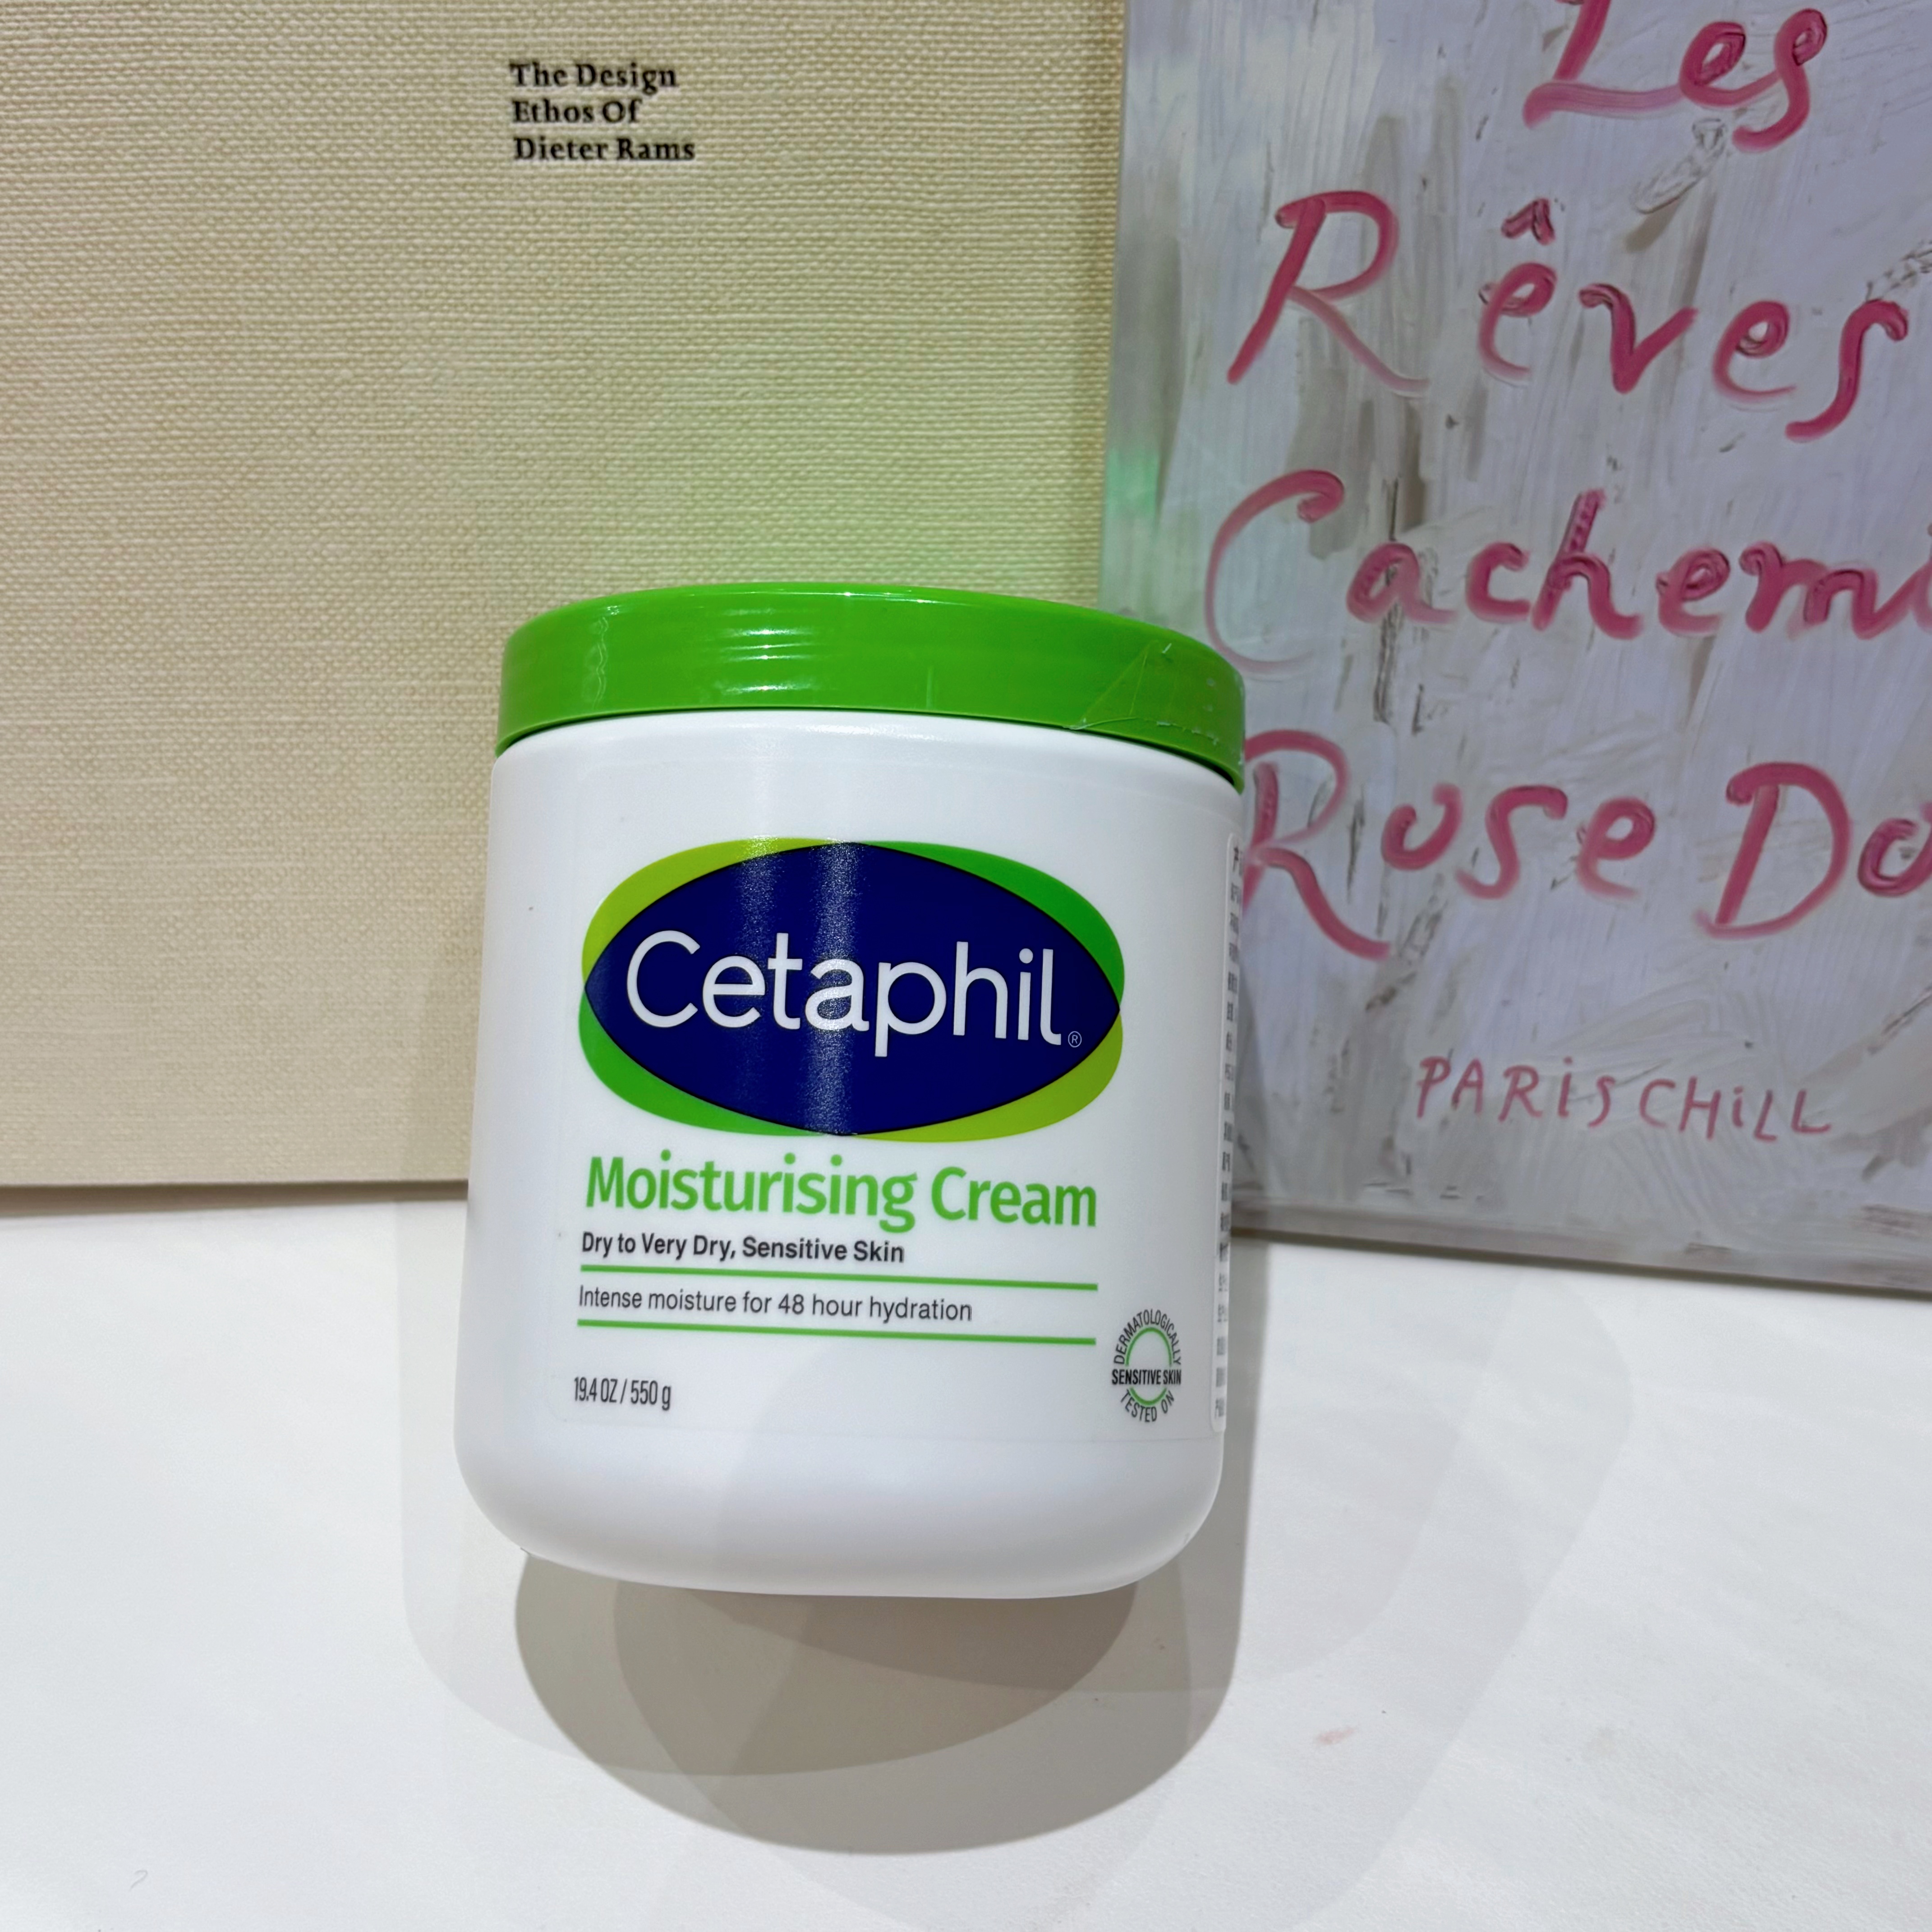 The Design
Ethos Of
Dieter Rams
Les
Rêves
Cachemi
Rose Do
PARIS CHILL
Cetaphil®
Moisturising Cream
Dry to Very Dry, Sensitive Skin
Intense moisture for 48 hour hydration
19.4 OZ / 550 g
DERMATOLOGICALLY
SENSITIVE SKIN
TESTED ON